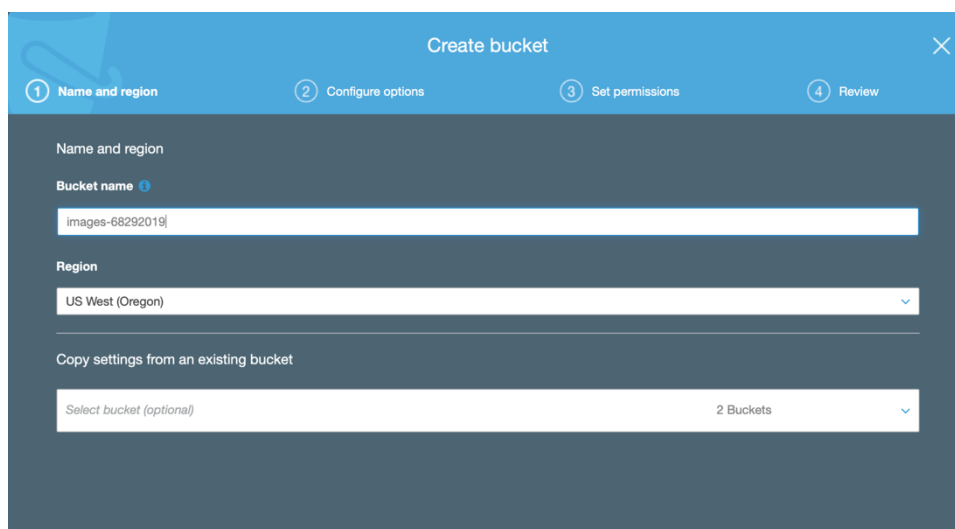 Create bucket
1 Name and region
2 Configure options
3 Set permissions
4 Review
Name and region
Bucket name
images-68292019
Region
US West (Oregon)
Copy settings from an existing bucket
Select bucket (optional) 2 Buckets